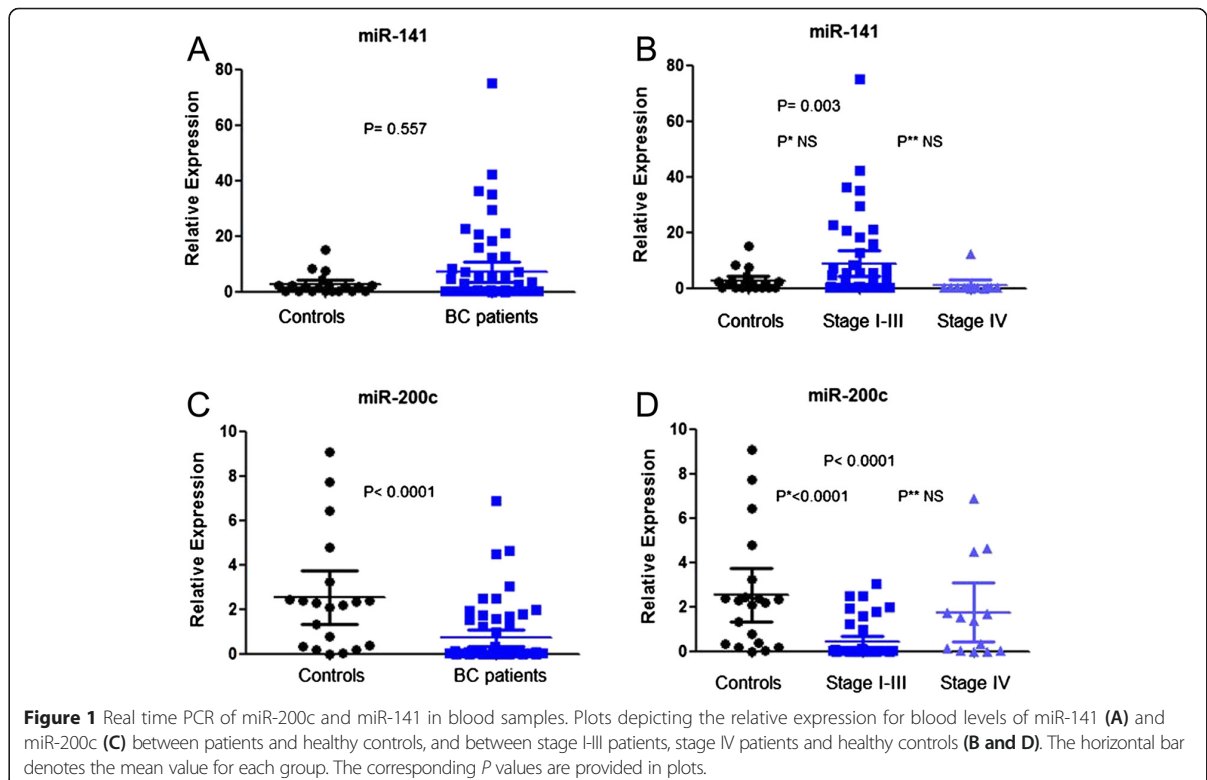 A
miR-141
Relative Expression
80
60
40
20
0
P= 0.557
Controls
BC patients
B
miR-141
Relative Expression
80
60
40
20
0
P= 0.003
P* NS
P** NS
Controls
Stage I-III
Stage IV
C
miR-200c
Relative Expression
10
8
6
4
2
0
P< 0.0001
Controls
BC patients
D
miR-200c
Relative Expression
10
8
6
4
2
0
P< 0.0001
P*<0.0001
P** NS
Controls
Stage I-III
Stage IV
Figure 1 Real time PCR of miR-200c and miR-141 in blood samples. Plots depicting the relative expression for blood levels of miR-141 (A) and
miR-200c (C) between patients and healthy controls, and between stage I-III patients, stage IV patients and healthy controls (B and D). The horizontal bar
denotes the mean value for each group. The corresponding P values are provided in plots.